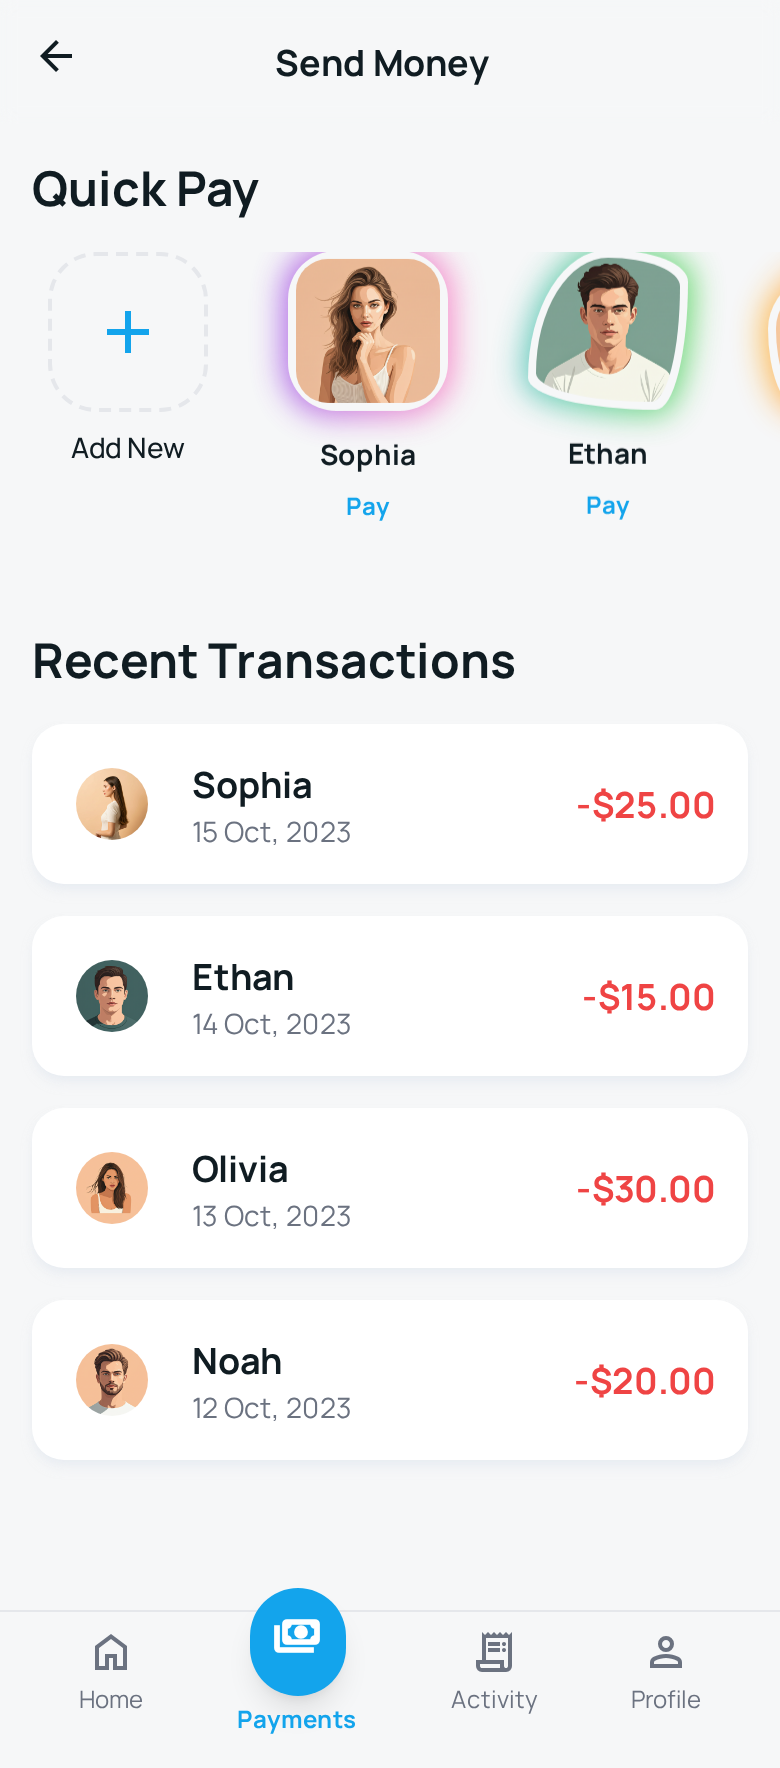 Send Money
Quick Pay
Add New
Sophia
Pay
Ethan
Pay
Recent Transactions
Sophia
15 Oct, 2023
-$25.00
Ethan
14 Oct, 2023
-$15.00
Olivia
13 Oct, 2023
-$30.00
Noah
12 Oct, 2023
-$20.00
Home
Payments
Activity
Profile